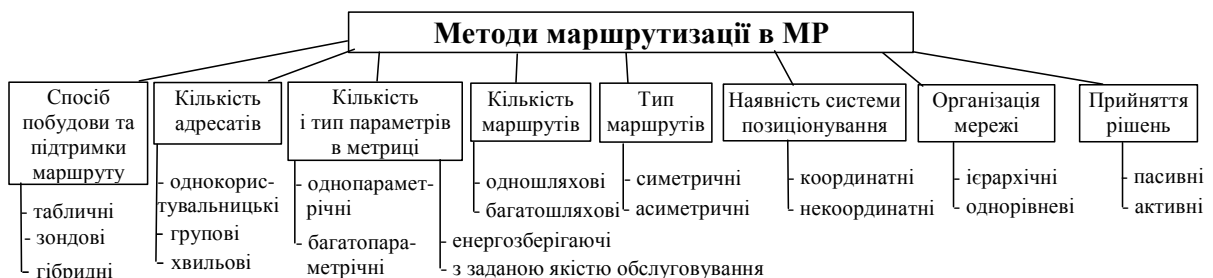 Методи маршрутизації в МР
Спосіб
побудови та
підтримки
маршруту
- табличні
- зондові
- гібридні
Кількість
адресатів
- однокорис-
тувальницькі
- групові
- хвильові
Кількість
і тип параметрів
в метриці
- однопарамет-
річні
- багатопара-
метрічні
- енергозберігаючі
- з заданою якістю обслуговування
Кількість
маршрутів
- одношляхові
- багатошляхові
Тип
маршрутів
- симетричні
- асиметричні
Наявність системи
позиціонування
- координатні
- некоординатні
Організація
мережі
- ієрархічні
- однорівневі
Прийняття
рішень
- пасивні
- активні